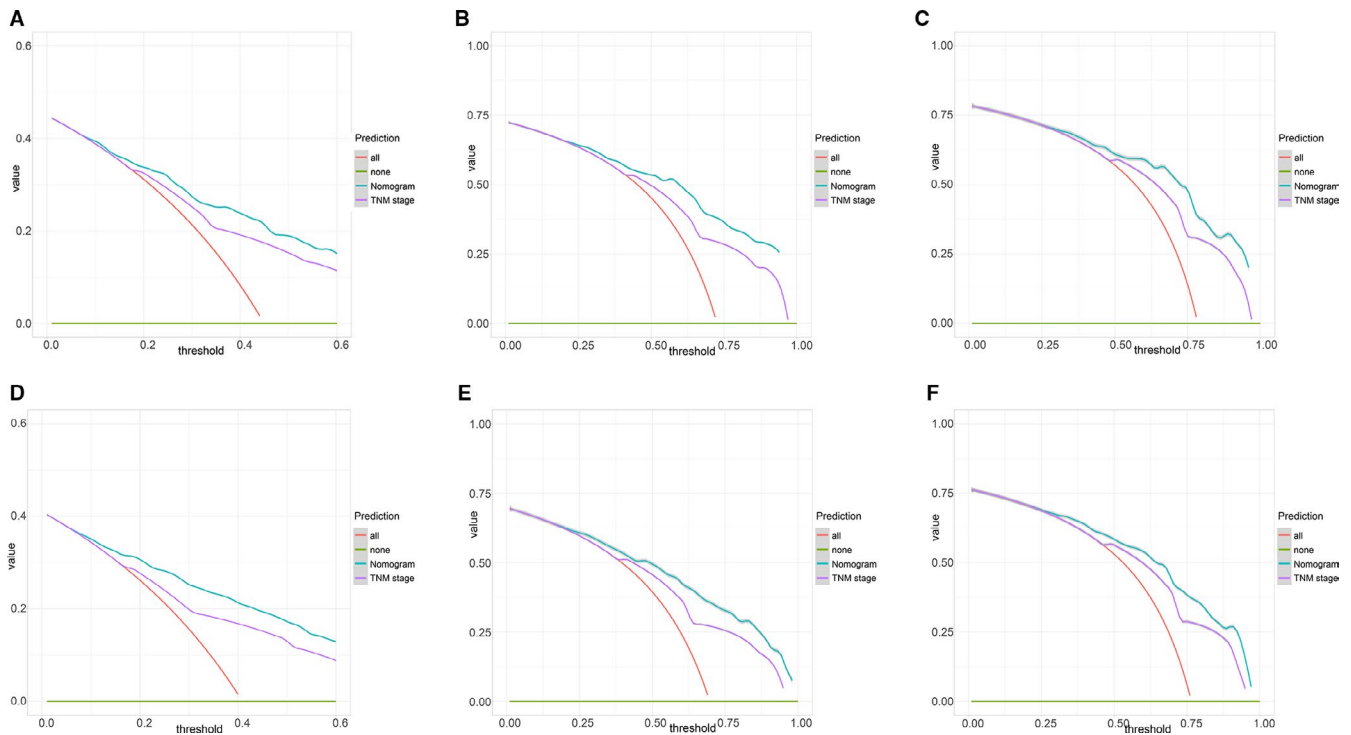 A
0.6
0.4
0.2
0.0
value
0.0
0.2
0.4
0.6
threshold
Prediction
all
none
Nomogram
TNM stage
B
1.00
0.75
0.50
0.25
0.00
value
0.00
0.25
0.50
0.75
1.00
threshold
Prediction
all
none
Nomogram
TNM stage
C
1.00
0.75
0.50
0.25
0.00
value
0.00
0.25
0.50
0.75
1.00
threshold
Prediction
all
none
Nomogram
TNM stage
D
0.6
0.4
0.2
0.0
value
0.0
0.2
0.4
0.6
threshold
Prediction
all
none
Nomogram
TNM stage
E
1.00
0.75
0.50
0.25
0.00
value
0.00
0.25
0.50
0.75
1.00
threshold
Prediction
all
none
Nomogram
TNM stage
F
1.00
0.75
0.50
0.25
0.00
value
0.00
0.25
0.50
0.75
1.00
threshold
Prediction
all
none
Nomogram
TNM stage